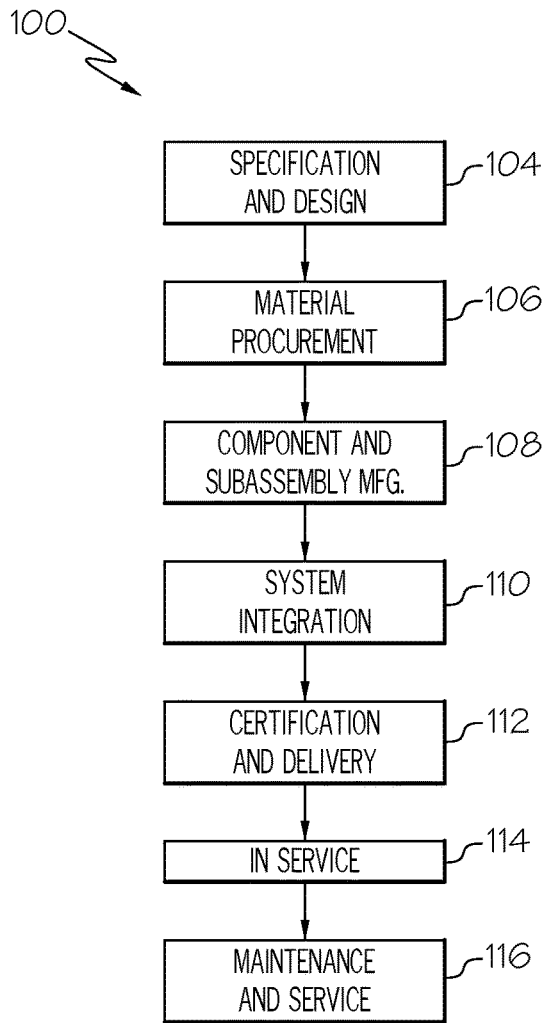 100
SPECIFICATION
AND DESIGN
104
MATERIAL
PROCUREMENT
106
COMPONENT AND
SUBASSEMBLY MFG.
108
SYSTEM
INTEGRATION
110
CERTIFICATION
AND DELIVERY
112
IN SERVICE
114
MAINTENANCE
AND SERVICE
116